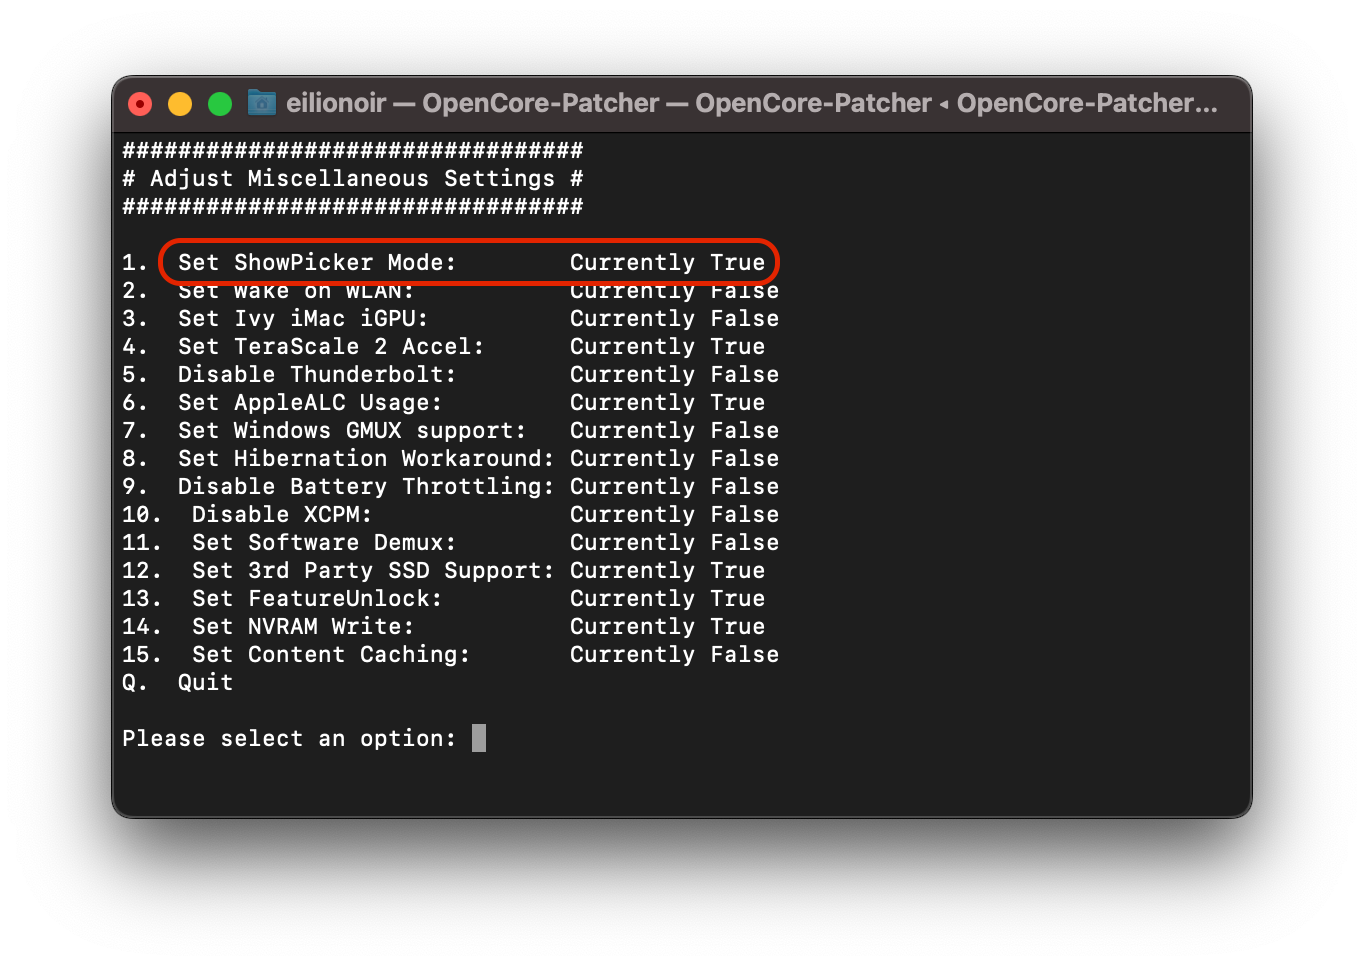 eilionoir — OpenCore-Patcher — OpenCore-Patcher ◂ OpenCore-Patcher...
#################################
# Adjust Miscellaneous Settings #
#################################
1.  Set ShowPicker Mode:        Currently True
2.  Set Wake on WLAN:           Currently False
3.  Set Ivy iMac iGPU:          Currently False
4.  Set TeraScale 2 Accel:      Currently True
5.  Disable Thunderbolt:        Currently False
6.  Set AppleALC Usage:         Currently True
7.  Set Windows GMUX support:   Currently False
8.  Set Hibernation Workaround: Currently False
9.  Disable Battery Throttling: Currently False
10.  Disable XCPM:              Currently False
11.  Set Software Demux:        Currently False
12.  Set 3rd Party SSD Support: Currently True
13.  Set FeatureUnlock:         Currently True
14.  Set NVRAM Write:           Currently True
15.  Set Content Caching:       Currently False
Q.  Quit
Please select an option: